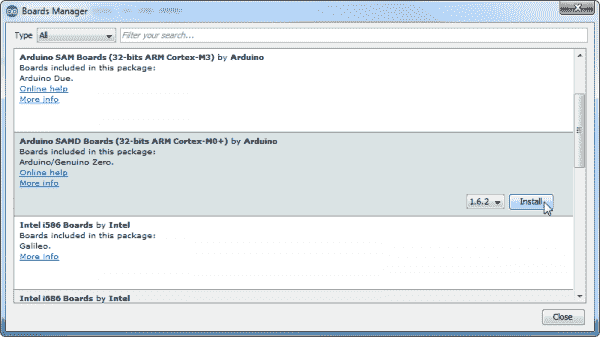 Boards Manager
Type All Filter your search...
Arduino SAM Boards (32-bits ARM Cortex-M3) by Arduino
Boards included in this package:
Arduino Due.
Online help
More info
Arduino SAMD Boards (32-bits ARM Cortex-M0+) by Arduino
Boards included in this package:
Arduino/Genuino Zero.
Online help
More info
1.6.2 Install
Intel i586 Boards by Intel
Boards included in this package:
Galileo.
More info
Intel i686 Boards by Intel
Close